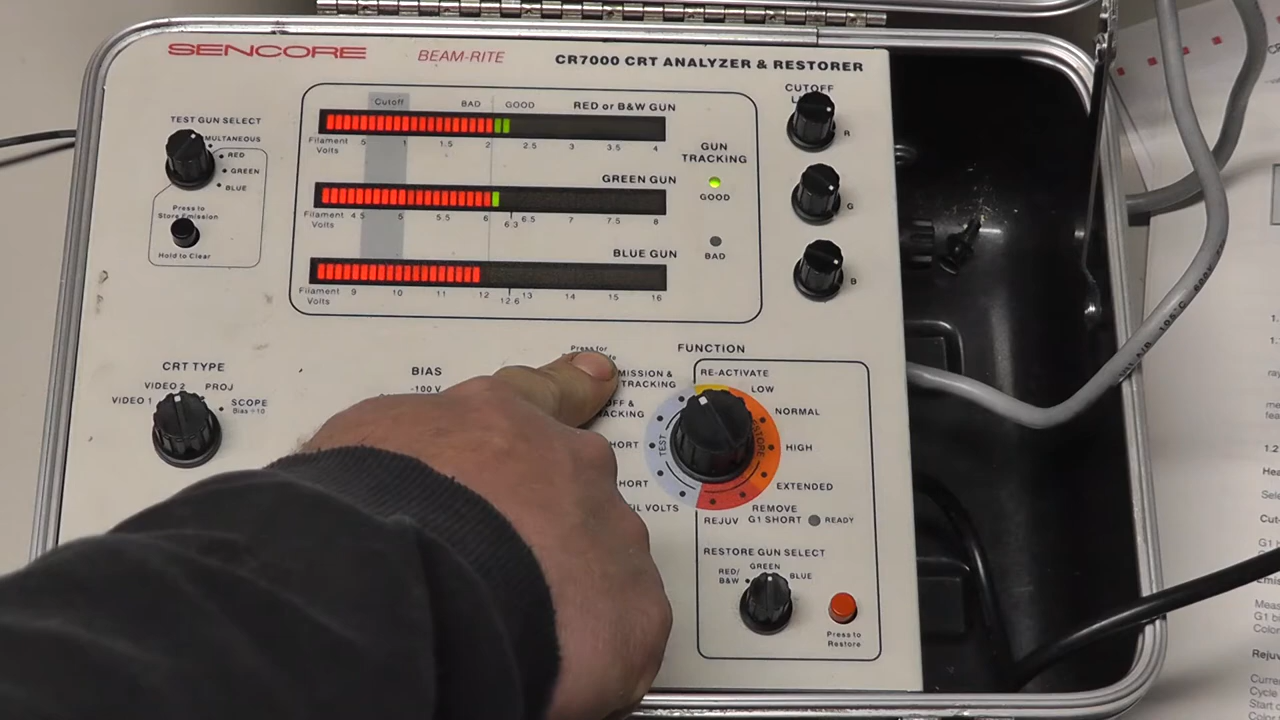 SENCORE
BEAM-RITE
CR7000 CRT ANALYZER & RESTORER
TEST GUN SELECT
RED
GREEN
BLUE
Press to
Store Emission
Hold to Clear
Cutoff BAD GOOD RED or B&W GUN
Filament
Volts .5 1 1.5 2 2.5 3 3.5 4
GREEN GUN
Filament
Volts 4.5 5 5.5 6 6.3 6.5 7 7.5 8
BLUE GUN
Filament
Volts 9 10 11 12 12.6 13 14 15 16
GUN
TRACKING
GOOD
BAD
CUTOFF
R
G
B
CRT TYPE
VIDEO 1
VIDEO 2
PROJ
SCOPE
Bias ÷10
BIAS
-100 V
Press for
FUNCTION
RE-ACTIVATE
LOW
NORMAL
HIGH
EXTENDED
REMOVE
G1 SHORT
READY
REJUV
TEST
RESTORE GUN SELECT
RED/
B&W
GREEN
BLUE
Press to
Restore